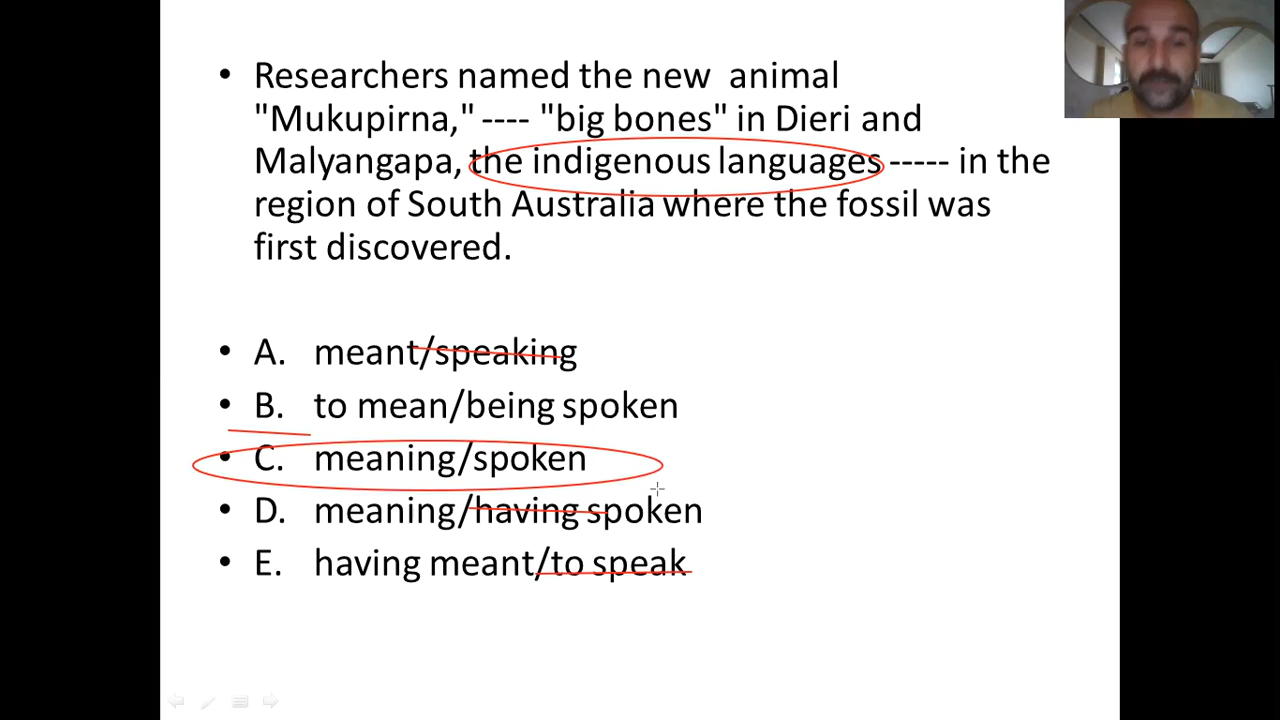 • Researchers named the new animal
"Mukupirna," ---- "big bones" in Dieri and
Malyangapa, the indigenous languages ----- in the
region of South Australia where the fossil was
first discovered.
• A. meant/speaking
• B. to mean/being spoken
• C. meaning/spoken
• D. meaning/having spoken
• E. having meant/to speak